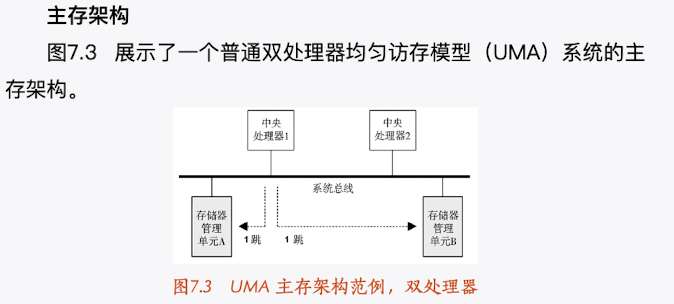 主存架构
图7.3 展示了一个普通双处理器均匀访存模型（UMA）系统的主
存架构。
中央
处理器1
中央
处理器2
系统总线
存储器
管理
单元A
1 跳
1 跳
存储器
管理
单元B
图7.3 UMA 主存架构范例，双处理器